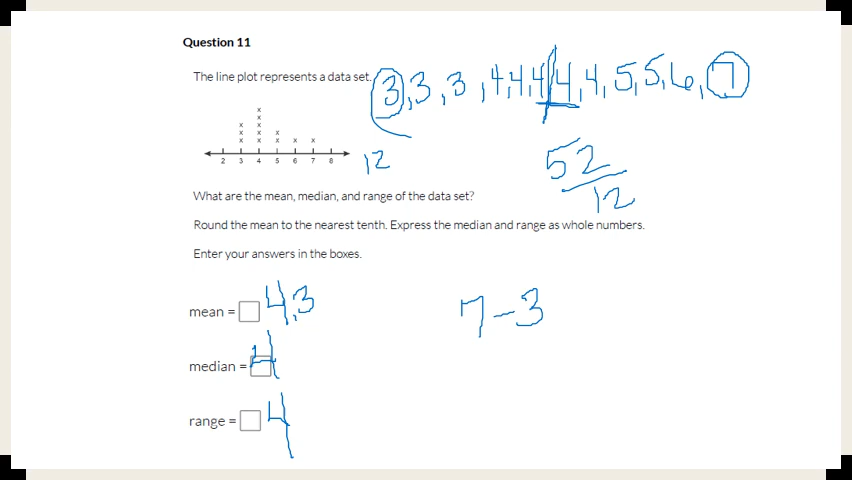 Question 11
The line plot represents a data set.
3, 3, 3, 4, 4, 4 4, 4, 5, 5, 6, 7
x
x
x x
x x x
x x x x x
2 3 4 5 6 7 8
12
52
12
What are the mean, median, and range of the data set?
Round the mean to the nearest tenth. Express the median and range as whole numbers.
Enter your answers in the boxes.
mean = 4.3
7 - 3
median = 4
range = 4